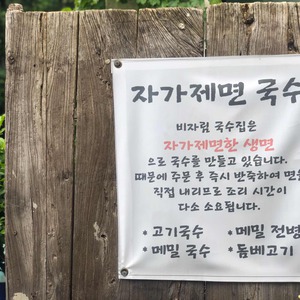 자가제면 국수
비자림 국수집은
자가제면한 생면
으로 국수를 만들고 있습니다.
때문에 주문 후 즉시 반죽하여 면을
직접 내리므로 조리 시간이
다소 소요됩니다.
• 고기국수 • 메밀 전병
• 메밀 국수 • 돔베고기